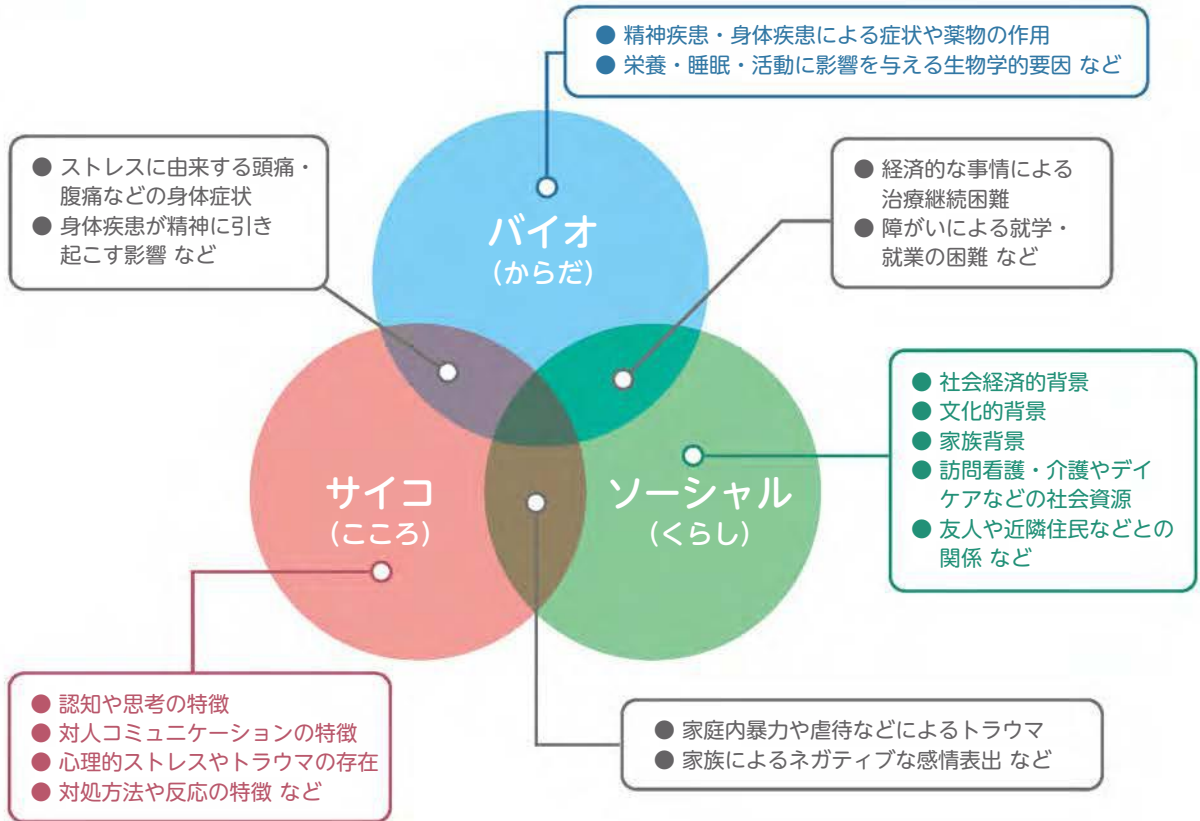 ● 精神疾患・身体疾患による症状や薬物の作用
● 栄養・睡眠・活動に影響を与える生物学的要因 など
● ストレスに由来する頭痛・
腹痛などの身体症状
● 身体疾患が精神に引き
起こす影響 など
● 経済的な事情による
治療継続困難
● 障がいによる就学・
就業の困難 など
バイオ
(からだ)
● 社会経済的背景
● 文化的背景
● 家族背景
● 訪問看護・介護やデイ
ケアなどの社会資源
● 友人や近隣住民などとの
関係 など
サイコ
(こころ)
ソーシャル
(くらし)
● 認知や思考の特徴
● 対人コミュニケーションの特徴
● 心理的ストレスやトラウマの存在
● 対処方法や反応の特徴 など
● 家庭内暴力や虐待などによるトラウマ
● 家族によるネガティブな感情表出 など